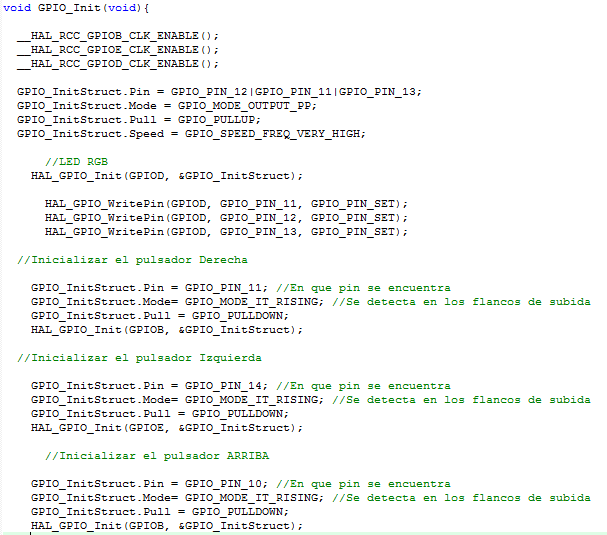 void GPIO_Init(void){
__HAL_RCC_GPIOB_CLK_ENABLE();
__HAL_RCC_GPIOE_CLK_ENABLE();
__HAL_RCC_GPIOD_CLK_ENABLE();
GPIO_InitStruct.Pin = GPIO_PIN_12|GPIO_PIN_11|GPIO_PIN_13;
GPIO_InitStruct.Mode = GPIO_MODE_OUTPUT_PP;
GPIO_InitStruct.Pull = GPIO_PULLUP;
GPIO_InitStruct.Speed = GPIO_SPEED_FREQ_VERY_HIGH;
//LED RGB
HAL_GPIO_Init(GPIOD, &GPIO_InitStruct);
HAL_GPIO_WritePin(GPIOD, GPIO_PIN_11, GPIO_PIN_SET);
HAL_GPIO_WritePin(GPIOD, GPIO_PIN_12, GPIO_PIN_SET);
HAL_GPIO_WritePin(GPIOD, GPIO_PIN_13, GPIO_PIN_SET);
//Inicializar el pulsador Derecha
GPIO_InitStruct.Pin = GPIO_PIN_11; //En que pin se encuentra
GPIO_InitStruct.Mode= GPIO_MODE_IT_RISING; //Se detecta en los flancos de subida
GPIO_InitStruct.Pull = GPIO_PULLDOWN;
HAL_GPIO_Init(GPIOB, &GPIO_InitStruct);
//Inicializar el pulsador Izquierda
GPIO_InitStruct.Pin = GPIO_PIN_14; //En que pin se encuentra
GPIO_InitStruct.Mode= GPIO_MODE_IT_RISING; //Se detecta en los flancos de subida
GPIO_InitStruct.Pull = GPIO_PULLDOWN;
HAL_GPIO_Init(GPIOE, &GPIO_InitStruct);
//Inicializar el pulsador ARRIBA
GPIO_InitStruct.Pin = GPIO_PIN_10; //En que pin se encuentra
GPIO_InitStruct.Mode= GPIO_MODE_IT_RISING; //Se detecta en los flancos de subida
GPIO_InitStruct.Pull = GPIO_PULLDOWN;
HAL_GPIO_Init(GPIOB, &GPIO_InitStruct);